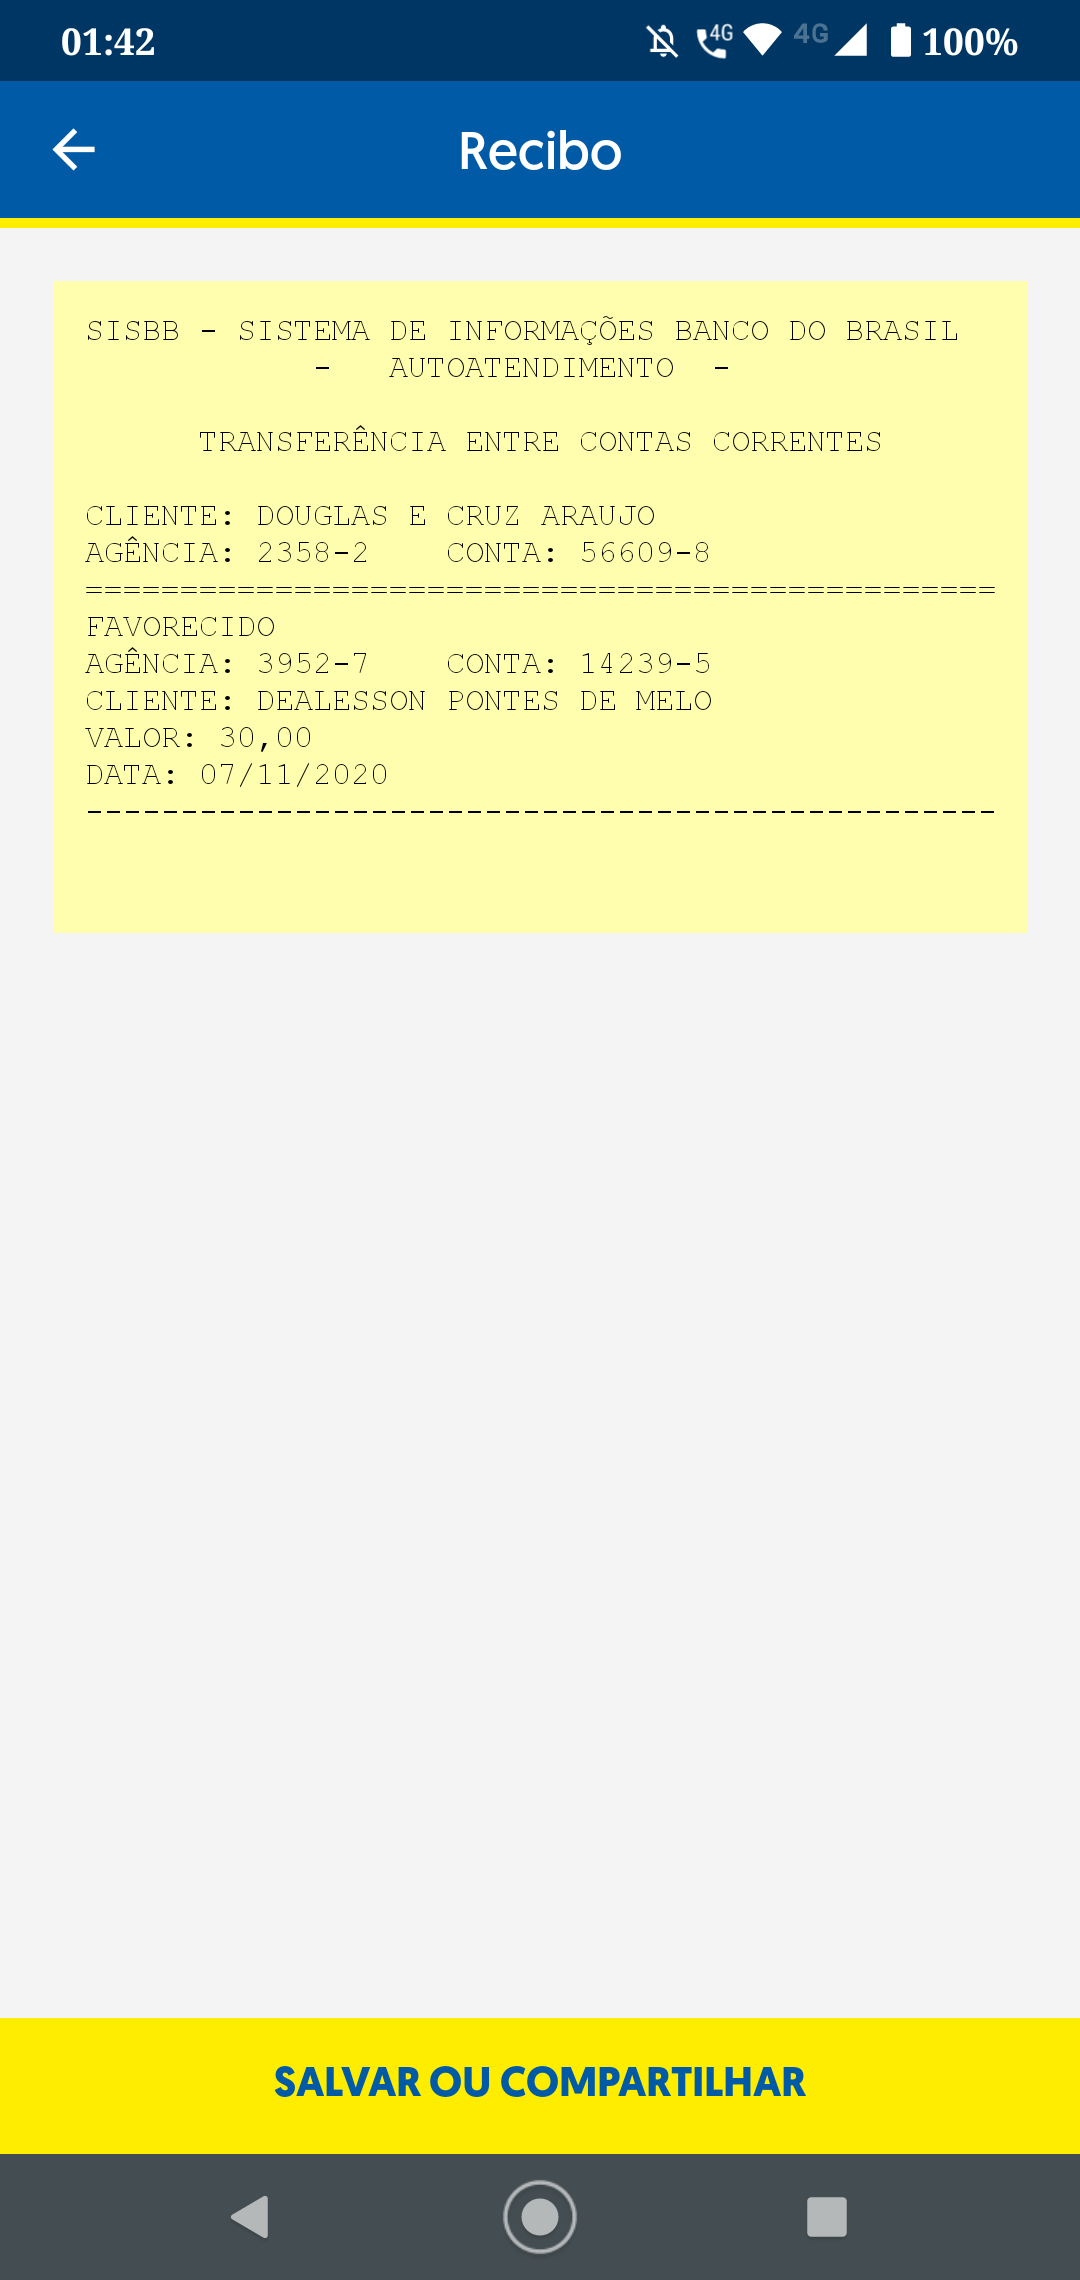 01:42 4G 4G 100%
Recibo
SISBB - SISTEMA DE INFORMAÇÕES BANCO DO BRASIL
- AUTOATENDIMENTO -
TRANSFERÊNCIA ENTRE CONTAS CORRENTES
CLIENTE: DOUGLAS E CRUZ ARAUJO
AGÊNCIA: 2358-2 CONTA: 56609-8
================================================
FAVORECIDO
AGÊNCIA: 3952-7 CONTA: 14239-5
CLIENTE: DEALESSON PONTES DE MELO
VALOR: 30,00
DATA: 07/11/2020
------------------------------------------------
SALVAR OU COMPARTILHAR